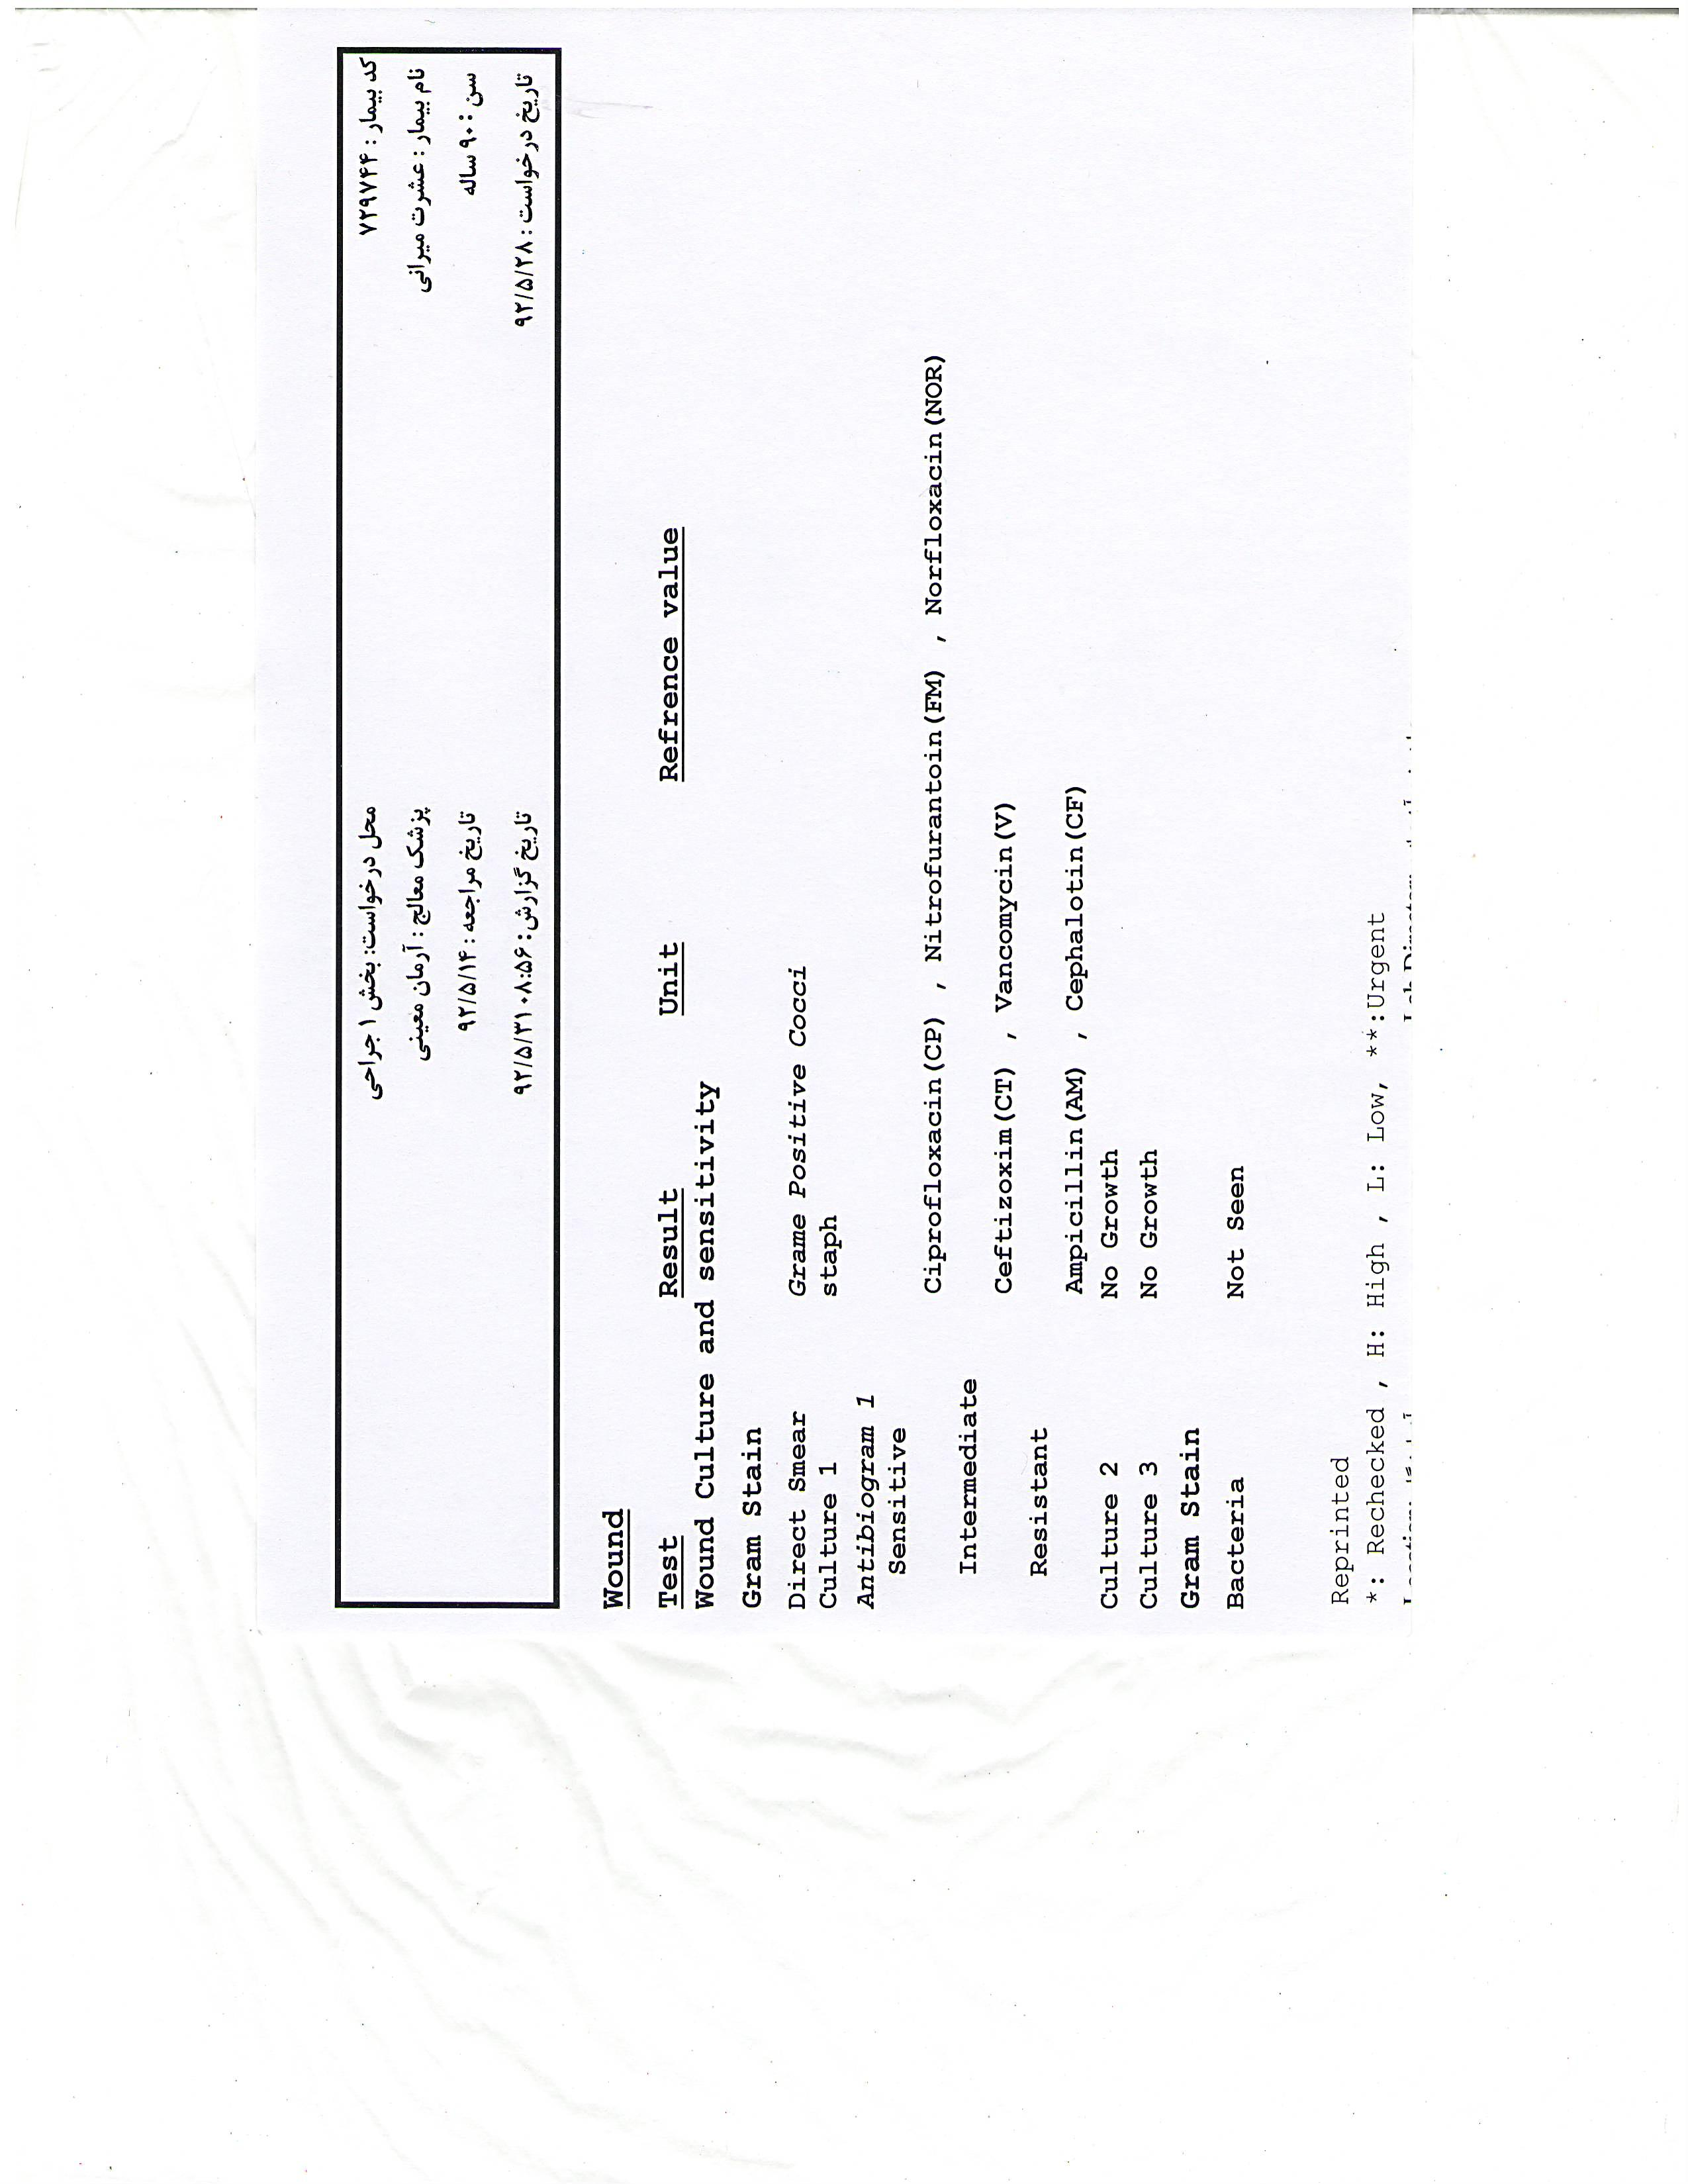 کد بیمار : ۷۲۹۷۴۴
محل درخواست: بخش ۱ جراحی
نام بیمار : عشرت میرانی
پزشک معالج : آرمان معینی
سن : ۹۰ ساله
تاریخ مراجعه : ۹۲/۵/۱۴
تاریخ درخواست : ۹۲/۵/۲۸
تاریخ گزارش : ۹۲/۵/۳۱ ۰۸:۵۶
Wound
Test Result Unit Refrence value
Wound Culture and sensitivity
Gram Stain
Direct Smear Grame Positive Cocci
Culture 1 staph
Antibiogram 1
Sensitive
Ciprofloxacin(CP) , Nitrofurantoin(FM) , Norfloxacin(NOR)
Intermediate
Ceftizoxim(CT) , Vancomycin(V)
Resistant
Ampicillin(AM) , Cephalotin(CF)
Culture 2 No Growth
Culture 3 No Growth
Gram Stain
Bacteria Not Seen
Reprinted
*: Rechecked , H: High , L: Low, **:Urgent